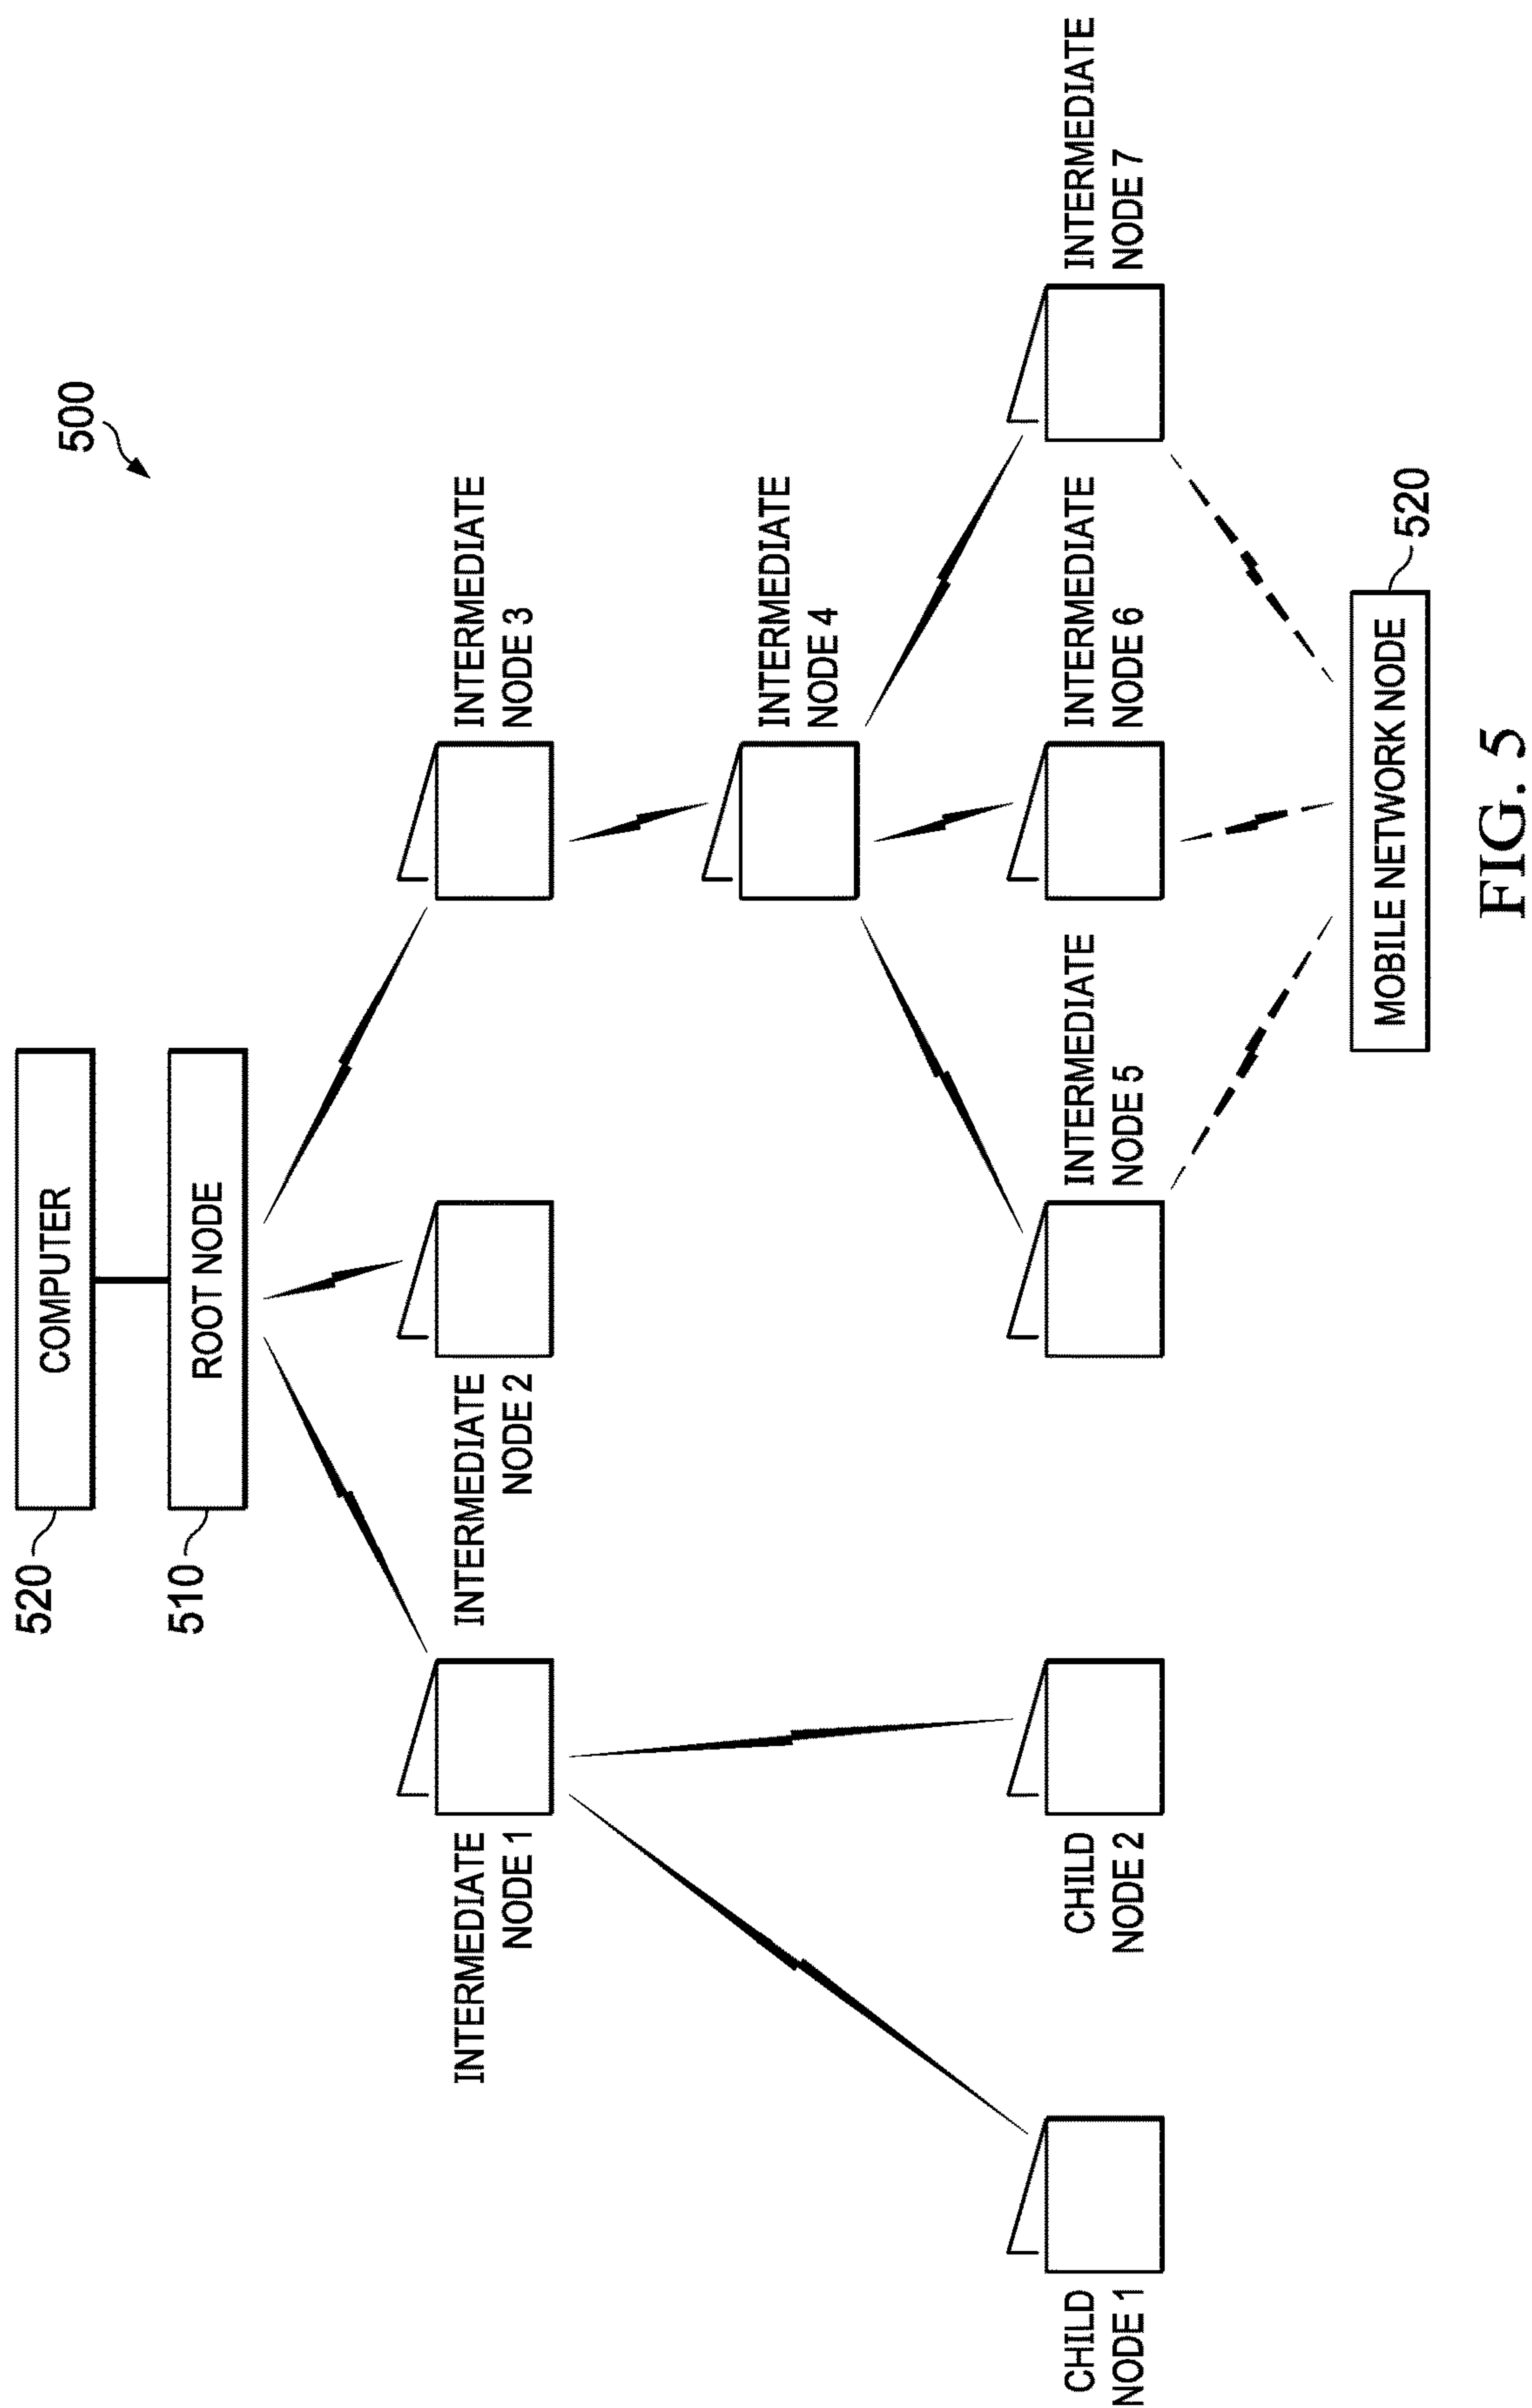 500
520
COMPUTER
510
ROOT NODE
INTERMEDIATE
NODE 1
INTERMEDIATE
NODE 2
INTERMEDIATE
NODE 3
INTERMEDIATE
NODE 4
CHILD
NODE 1
CHILD
NODE 2
INTERMEDIATE
NODE 5
INTERMEDIATE
NODE 6
INTERMEDIATE
NODE 7
MOBILE NETWORK NODE
520
FIG. 5